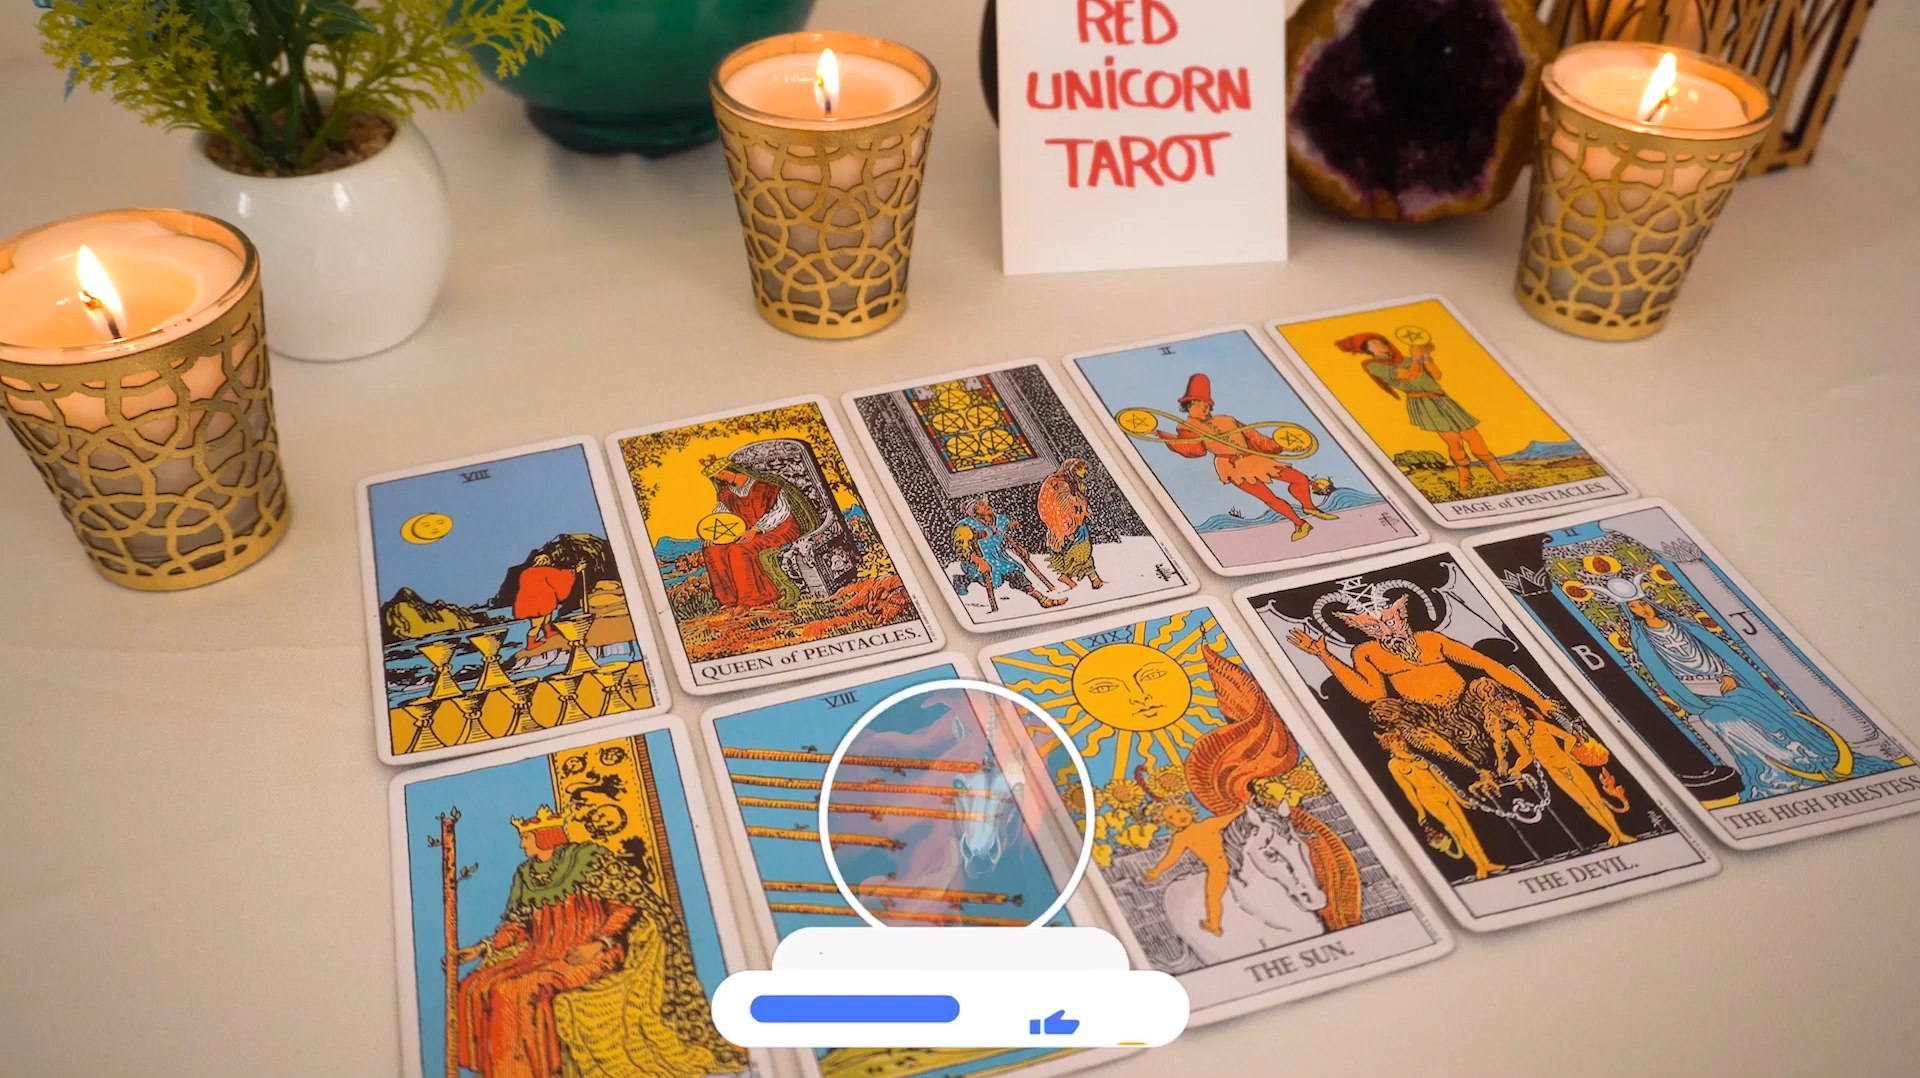 RED
UNICORN
TAROT
VIII
QUEEN of PENTACLES.
II
PAGE of PENTACLES.
VIII
XIX
THE SUN.
XV
THE DEVIL.
II
B
J
THE HIGH PRIESTESS